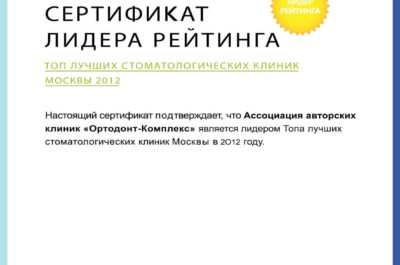 СЕРТИФИКАТ
ЛИДЕР
РЕЙТИНГА
ЛИДЕРА РЕЙТИНГА
ТОП ЛУЧШИХ СТОМАТОЛОГИЧЕСКИХ КЛИНИК
МОСКВЫ 2012
Настоящий сертификат подтверждает, что Ассоциация авторских
клиник «Ортодонт-Комплекс» является лидером Топа лучших
стоматологических клиник Москвы в 2012 году.